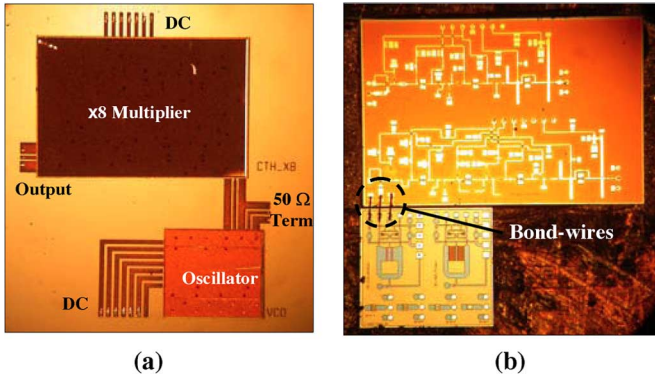 DC
x8 Multiplier
Output
CTH_X8
50 Ω
Term
Oscillator
DC
VCO
Bond-wires
(a)
(b)